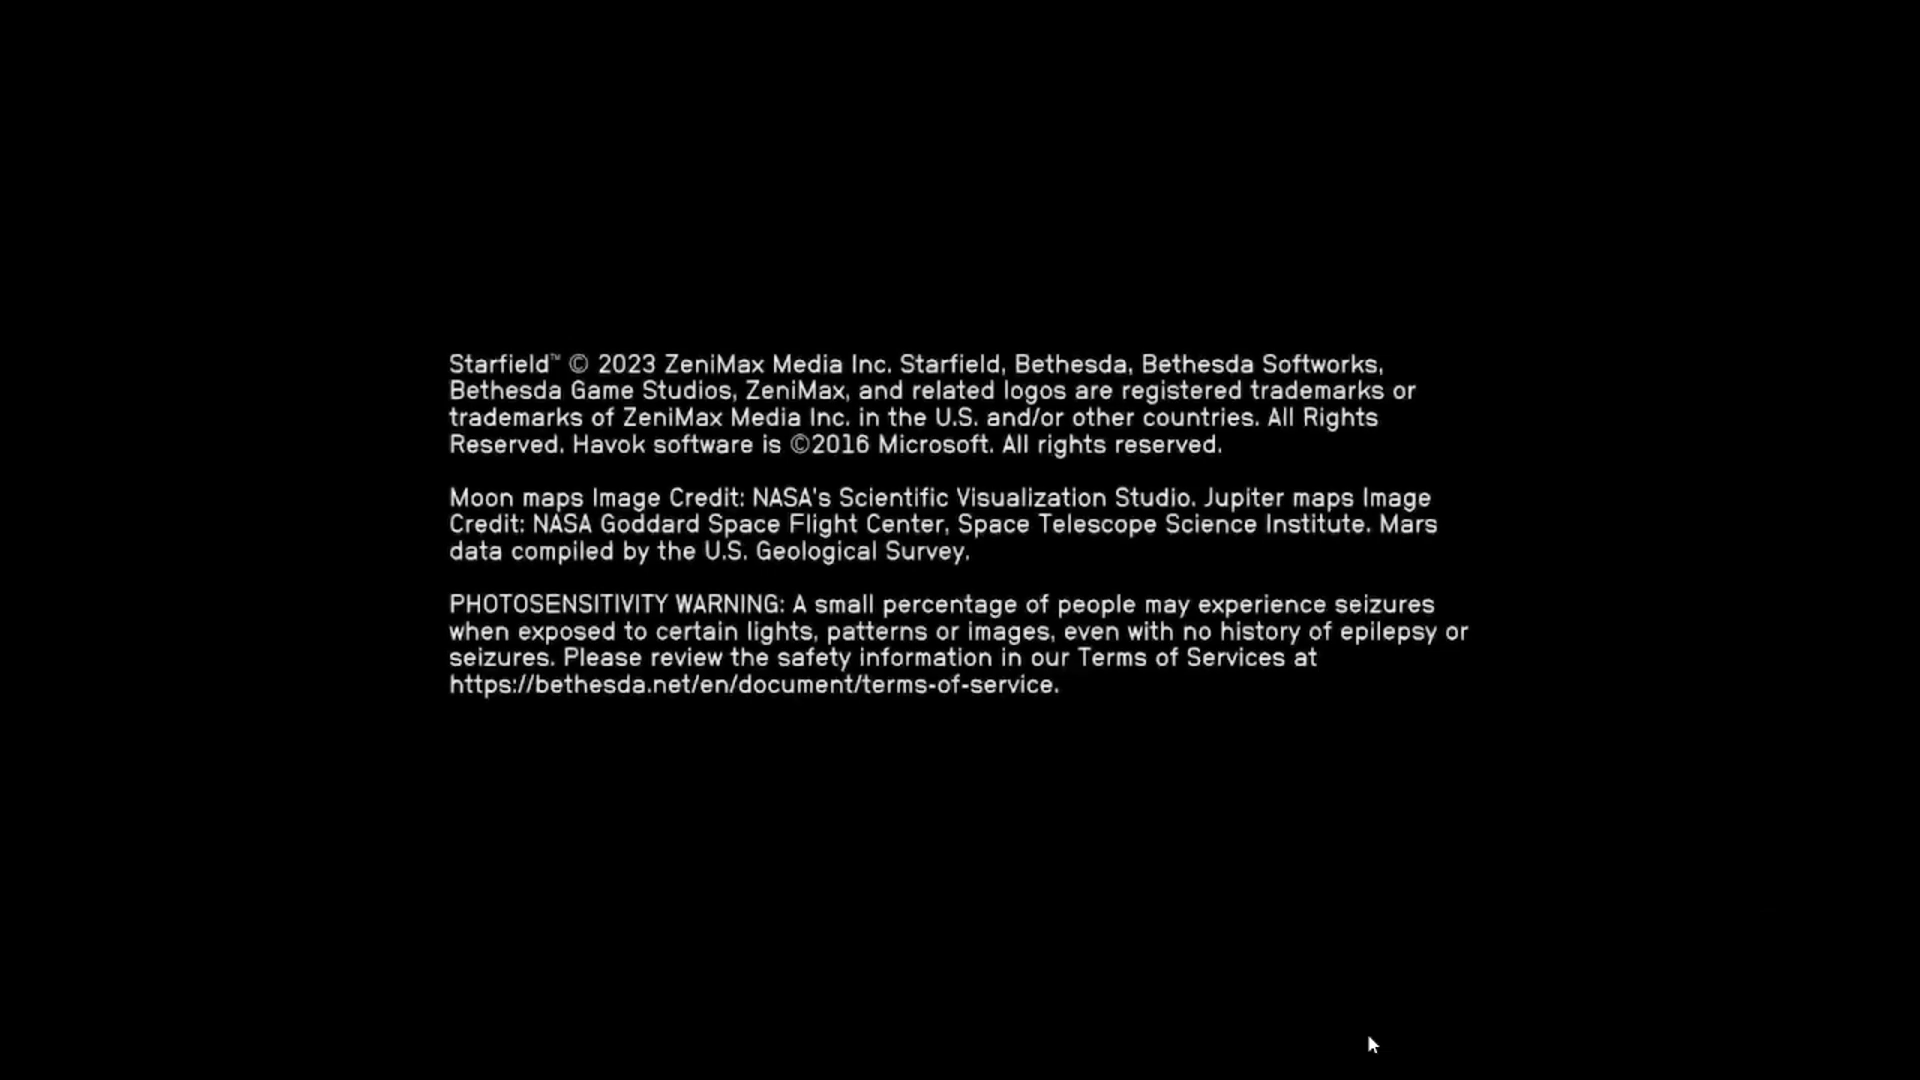 Starfield™ © 2023 ZeniMax Media Inc. Starfield, Bethesda, Bethesda Softworks,
Bethesda Game Studios, ZeniMax, and related logos are registered trademarks or
trademarks of ZeniMax Media Inc. in the U.S. and/or other countries. All Rights
Reserved. Havok software is ©2016 Microsoft. All rights reserved.
Moon maps Image Credit: NASA's Scientific Visualization Studio. Jupiter maps Image
Credit: NASA Goddard Space Flight Center, Space Telescope Science Institute. Mars
data compiled by the U.S. Geological Survey.
PHOTOSENSITIVITY WARNING: A small percentage of people may experience seizures
when exposed to certain lights, patterns or images, even with no history of epilepsy or
seizures. Please review the safety information in our Terms of Services at
https://bethesda.net/en/document/terms-of-service.